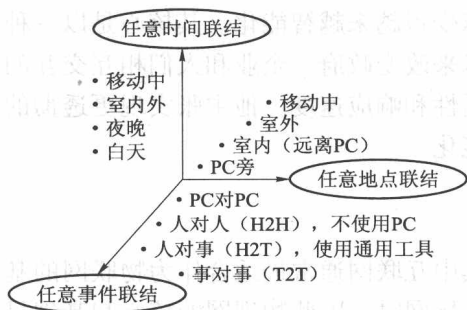 任意时间联结
• 移动中
• 室内外
• 夜晚
• 白天
• 移动中
• 室外
• 室内（远离PC）
• PC旁
任意地点联结
• PC对PC
• 人对人（H2H），不使用PC
• 人对事（H2T），使用通用工具
事对事（T2T）
任意事件联结